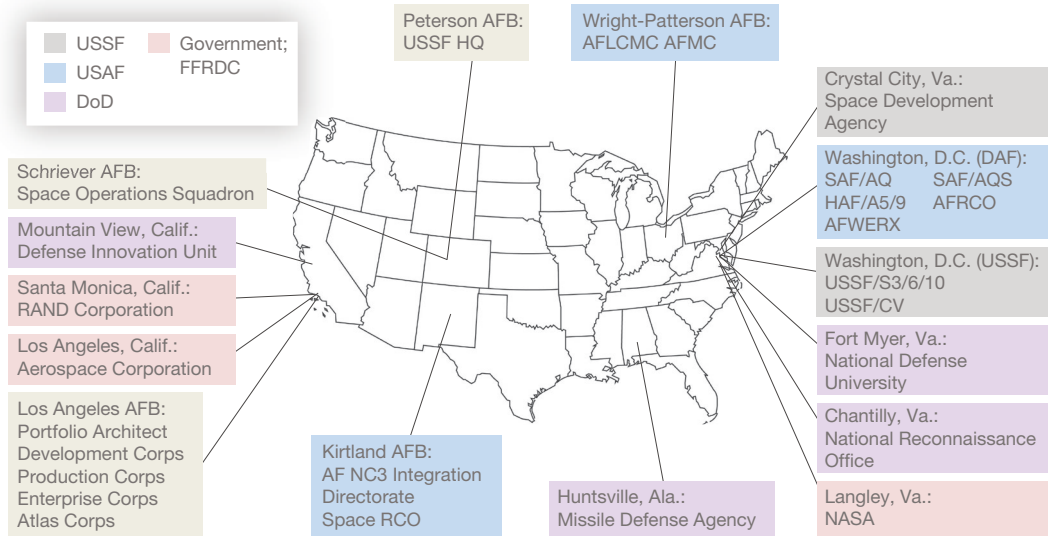 USSF
Government;
FFRDC
USAF
DoD
Peterson AFB:
USSF HQ
Wright-Patterson AFB:
AFLCMC AFMC
Crystal City, Va.:
Space Development
Agency
Schriever AFB:
Space Operations Squadron
Washington, D.C. (DAF):
SAF/AQ SAF/AQS
HAF/A5/9 AFRCO
AFWERX
Mountain View, Calif.:
Defense Innovation Unit
Washington, D.C. (USSF):
USSF/S3/6/10
USSF/CV
Santa Monica, Calif.:
RAND Corporation
Los Angeles, Calif.:
Aerospace Corporation
Fort Myer, Va.:
National Defense
University
Los Angeles AFB:
Portfolio Architect
Development Corps
Production Corps
Enterprise Corps
Atlas Corps
Kirtland AFB:
AF NC3 Integration
Directorate
Space RCO
Huntsville, Ala.:
Missile Defense Agency
Chantilly, Va.:
National Reconnaissance
Office
Langley, Va.:
NASA